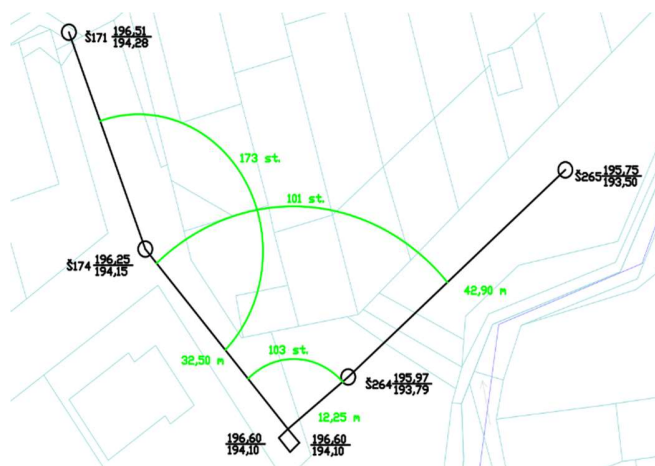 Š171 196,51
194,28
173 st.
195,75
Š265 193,50
101 st.
Š174 196,25
194,15
42,90 m
103 st.
32,50 m
Š264 195,97
193,79
12,25 m
196,60
194,10
196,60
194,10